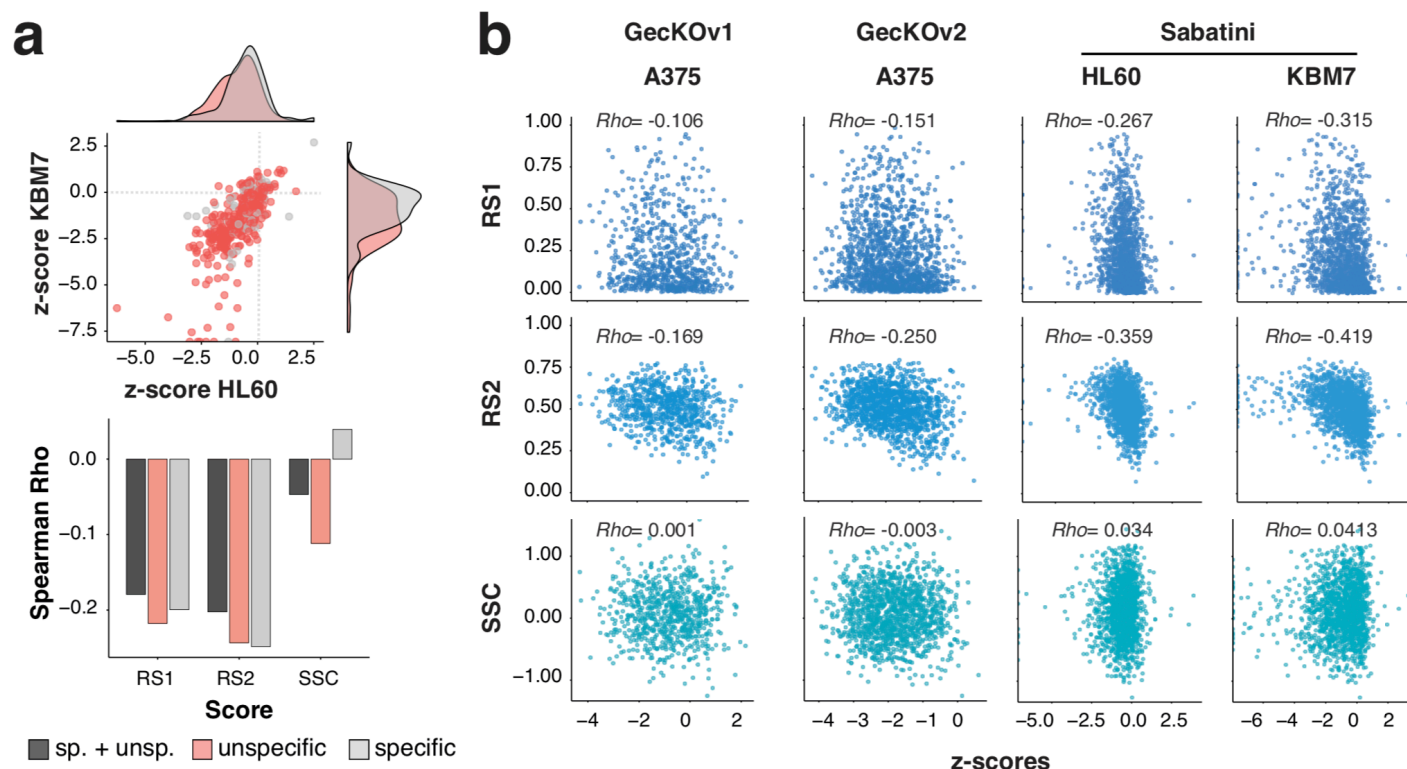 a
z-score KBM7
2.5
0.0
−2.5
−5.0
−7.5
−5.0 −2.5 0.0 2.5
z-score HL60
Spearman Rho
0.0
−0.1
−0.2
RS1 RS2 SSC
Score
sp. + unsp. unspecific specific
b
GecKOv1 GecKOv2 Sabatini
A375 A375 HL60 KBM7
RS1
1.00
0.75
0.50
0.25
0.00
Rho= -0.106 Rho= -0.151 Rho= -0.267 Rho= -0.315
RS2
1.00
0.75
0.50
0.25
0.00
Rho= -0.169 Rho= -0.250 Rho= -0.359 Rho= -0.419
SSC
1.00
0.00
−1.00
Rho= 0.001 Rho= -0.003 Rho= 0.034 Rho= 0.0413
−4 −2 0 2 −4 −3 −2 −1 0 −5.0 −2.5 0.0 2.5 −6 −4 −2 0 2
z-scores